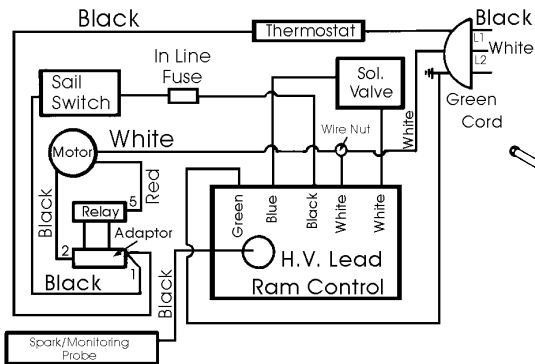 Black
Thermostat
Black
L1
White
L2
Green
Cord
In Line
Fuse
Sail
Switch
Sol.
Valve
Wire Nut
White
White
Motor
Red
Black
Relay
5
Adaptor
2
1
Black
Green
Blue
Black
White
White
H.V. Lead
Ram Control
Black
Spark/Monitoring
Probe